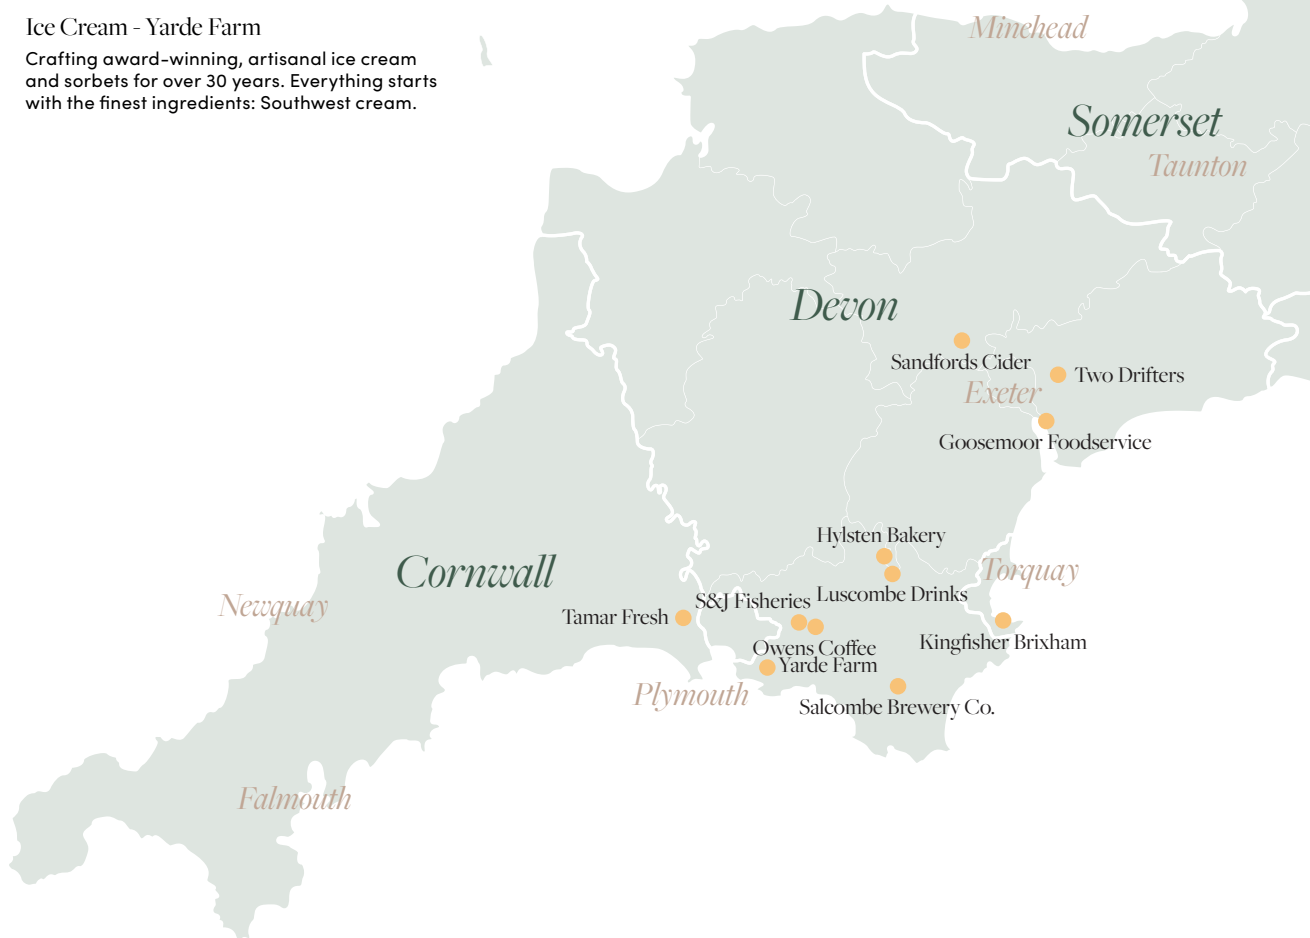 Ice Cream - Yarde Farm
Crafting award-winning, artisanal ice cream
and sorbets for over 30 years. Everything starts
with the finest ingredients: Southwest cream.
Minehead
Somerset
Taunton
Devon
Sandfords Cider
Two Drifters
Exeter
Goosemoor Foodservice
Hylsten Bakery
Cornwall
Torquay
Luscombe Drinks
S&J Fisheries
Newquay
Tamar Fresh
Kingfisher Brixham
Owens Coffee
Yarde Farm
Plymouth
Salcombe Brewery Co.
Falmouth